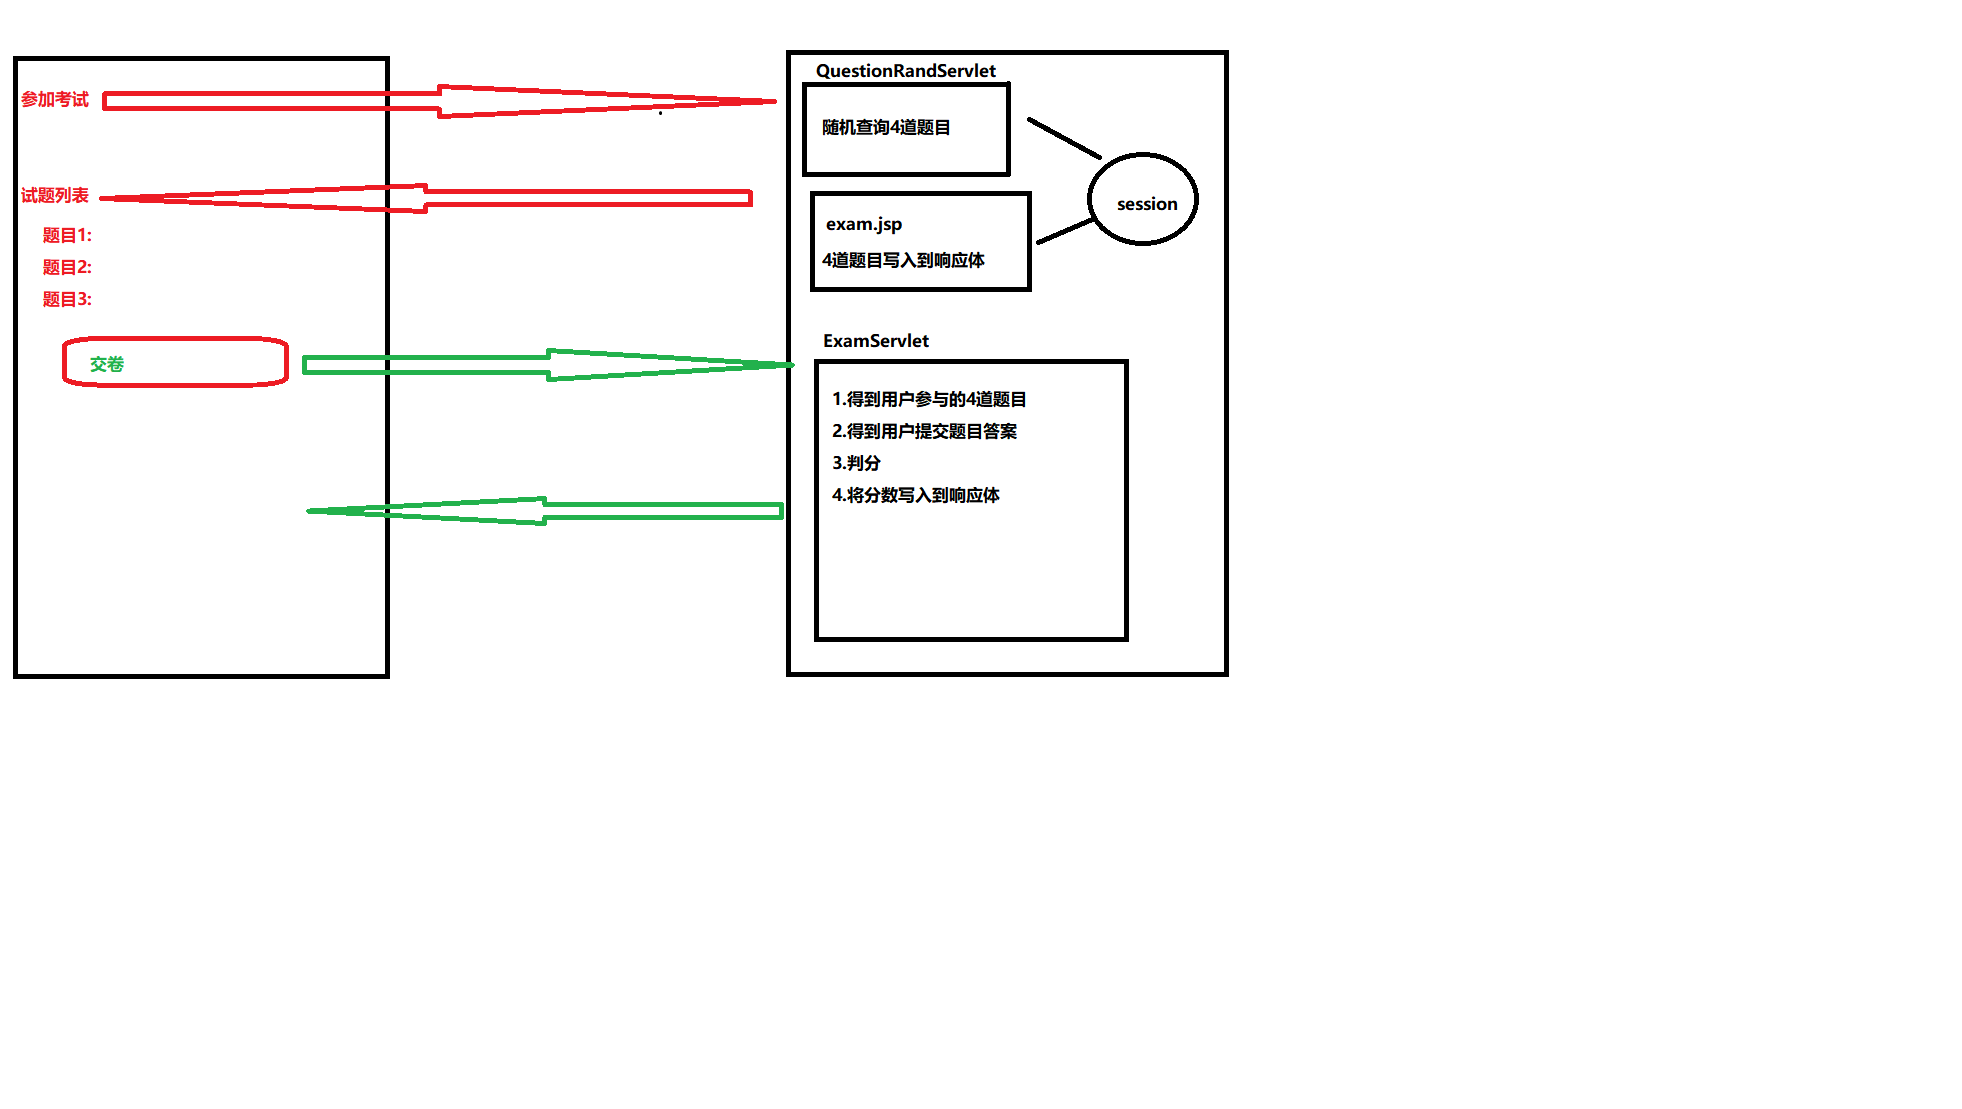 参加考试
试题列表
题目1:
题目2:
题目3:
交卷
QuestionRandServlet
随机查询4道题目
exam.jsp
4道题目写入到响应体
session
ExamServlet
1.得到用户参与的4道题目
2.得到用户提交题目答案
3.判分
4.将分数写入到响应体